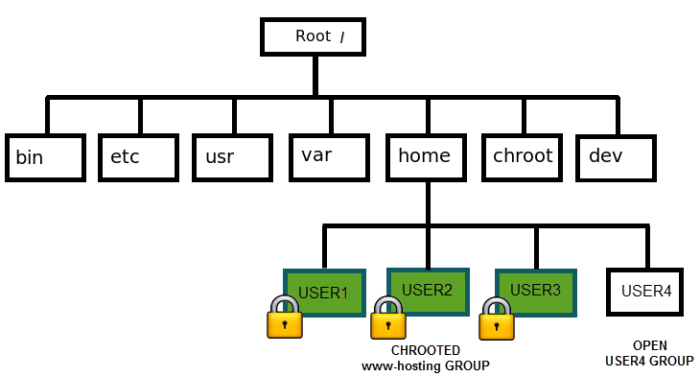 Root /
bin
etc
usr
var
home
chroot
dev
USER1
USER2
USER3
USER4
CHROOTED
www-hosting GROUP
OPEN
USER4 GROUP